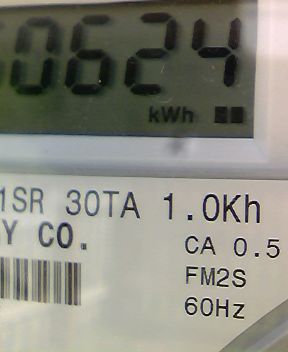 0624
kWh
1SR 30TA 1.0Kh
Y CO.
CA 0.5
FM2S
60Hz